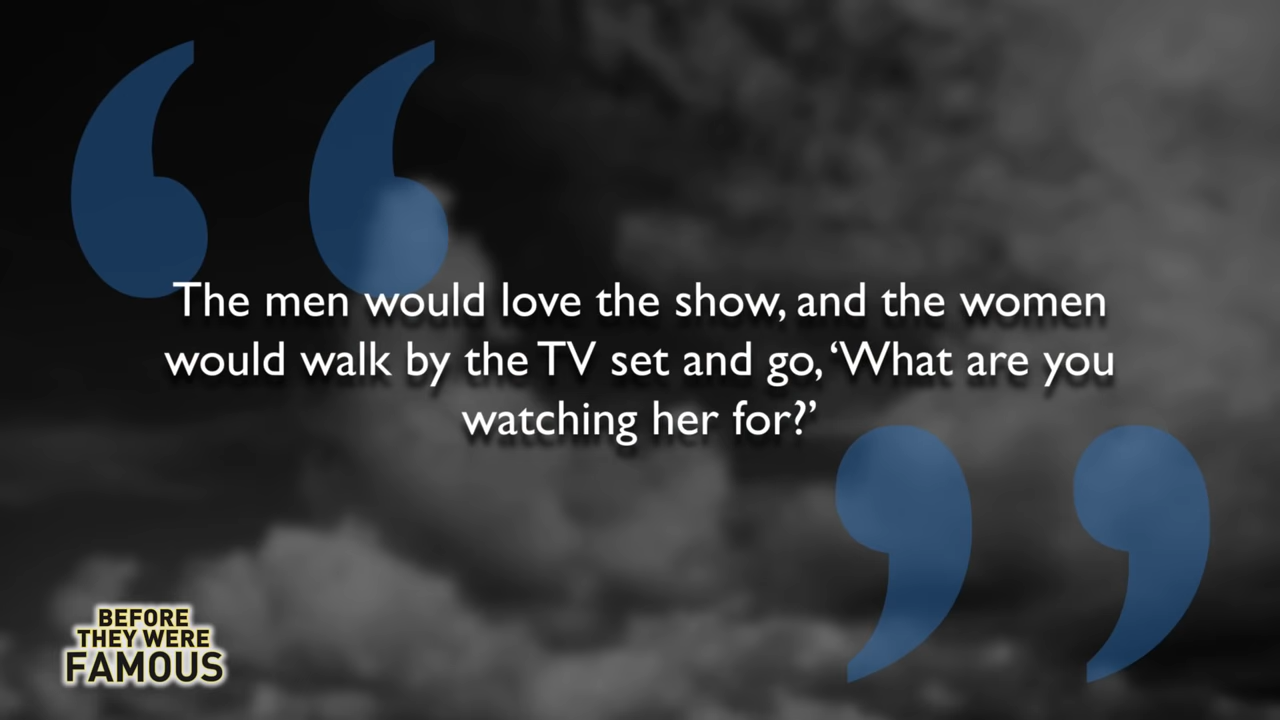 The men would love the show, and the women
would walk by the TV set and go, ‘What are you
watching her for?’
BEFORE
THEY WERE
FAMOUS